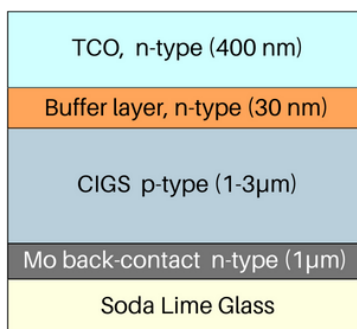 TCO, n-type (400 nm)
Buffer layer, n-type (30 nm)
CIGS p-type (1-3μm)
Mo back-contact n-type (1μm)
Soda Lime Glass